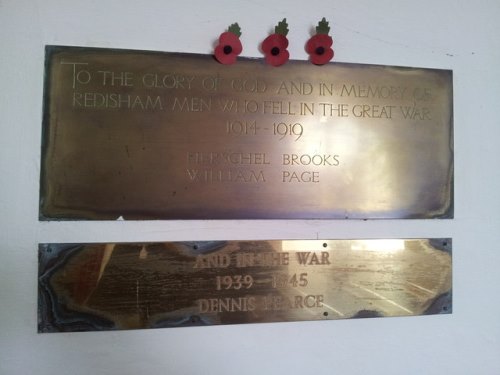 TO THE GLORY OF GOD AND IN MEMORY OF
REDISHAM MEN WHO FELL IN THE GREAT WAR
1914-1919
HERSCHEL BROOKS
WILLIAM PAGE
AND IN THE WAR
1939-1945
DENNIS PEARCE